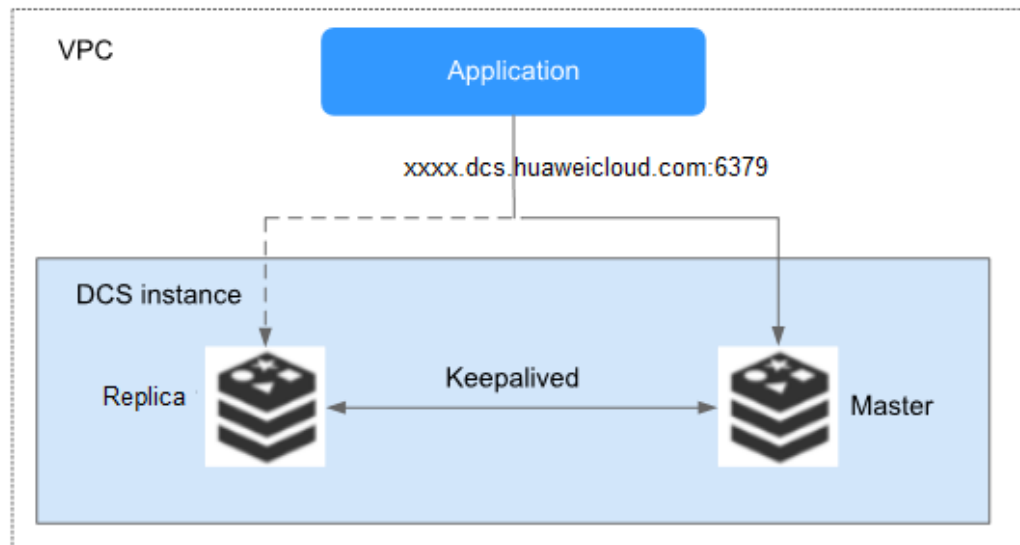 VPC
Application
xxxx.dcs.huaweicloud.com:6379
DCS instance
Keepalived
Replica
Master